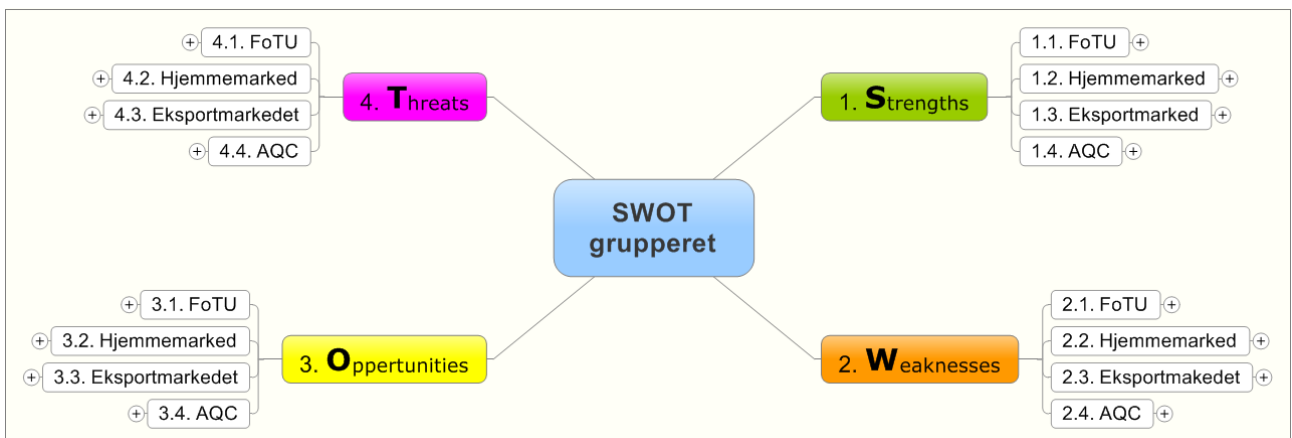 SWOT
grupperet
1. Strengths
1.1. FoTU
1.2. Hjemmemarked
1.3. Eksportmarked
1.4. AQC
2. Weaknesses
2.1. FoTU
2.2. Hjemmemarked
2.3. Eksportmakedet
2.4. AQC
3. Oppertunities
3.1. FoTU
3.2. Hjemmemarked
3.3. Eksportmarkedet
3.4. AQC
4. Threats
4.1. FoTU
4.2. Hjemmemarked
4.3. Eksportmarkedet
4.4. AQC